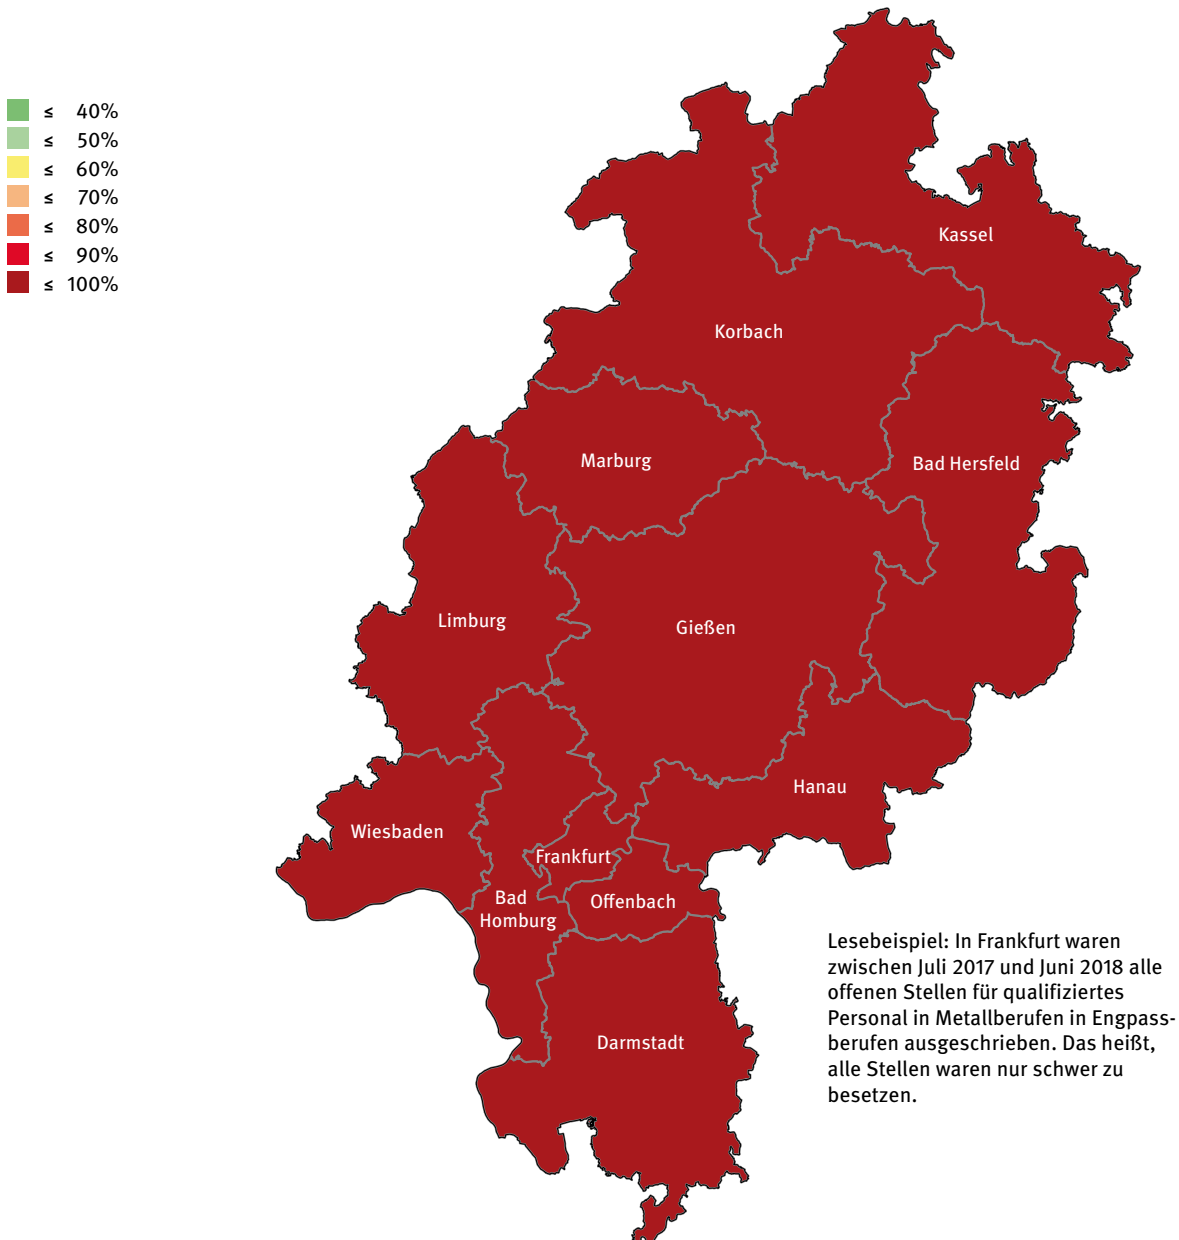 ≤ 40%
≤ 50%
≤ 60%
≤ 70%
≤ 80%
≤ 90%
≤ 100%
Kassel
Korbach
Marburg
Bad Hersfeld
Limburg
Gießen
Hanau
Wiesbaden
Frankfurt
Bad
Homburg
Offenbach
Darmstadt
Lesebeispiel: In Frankfurt waren
zwischen Juli 2017 und Juni 2018 alle
offenen Stellen für qualifiziertes
Personal in Metallberufen in Engpass-
berufen ausgeschrieben. Das heißt,
alle Stellen waren nur schwer zu
besetzen.